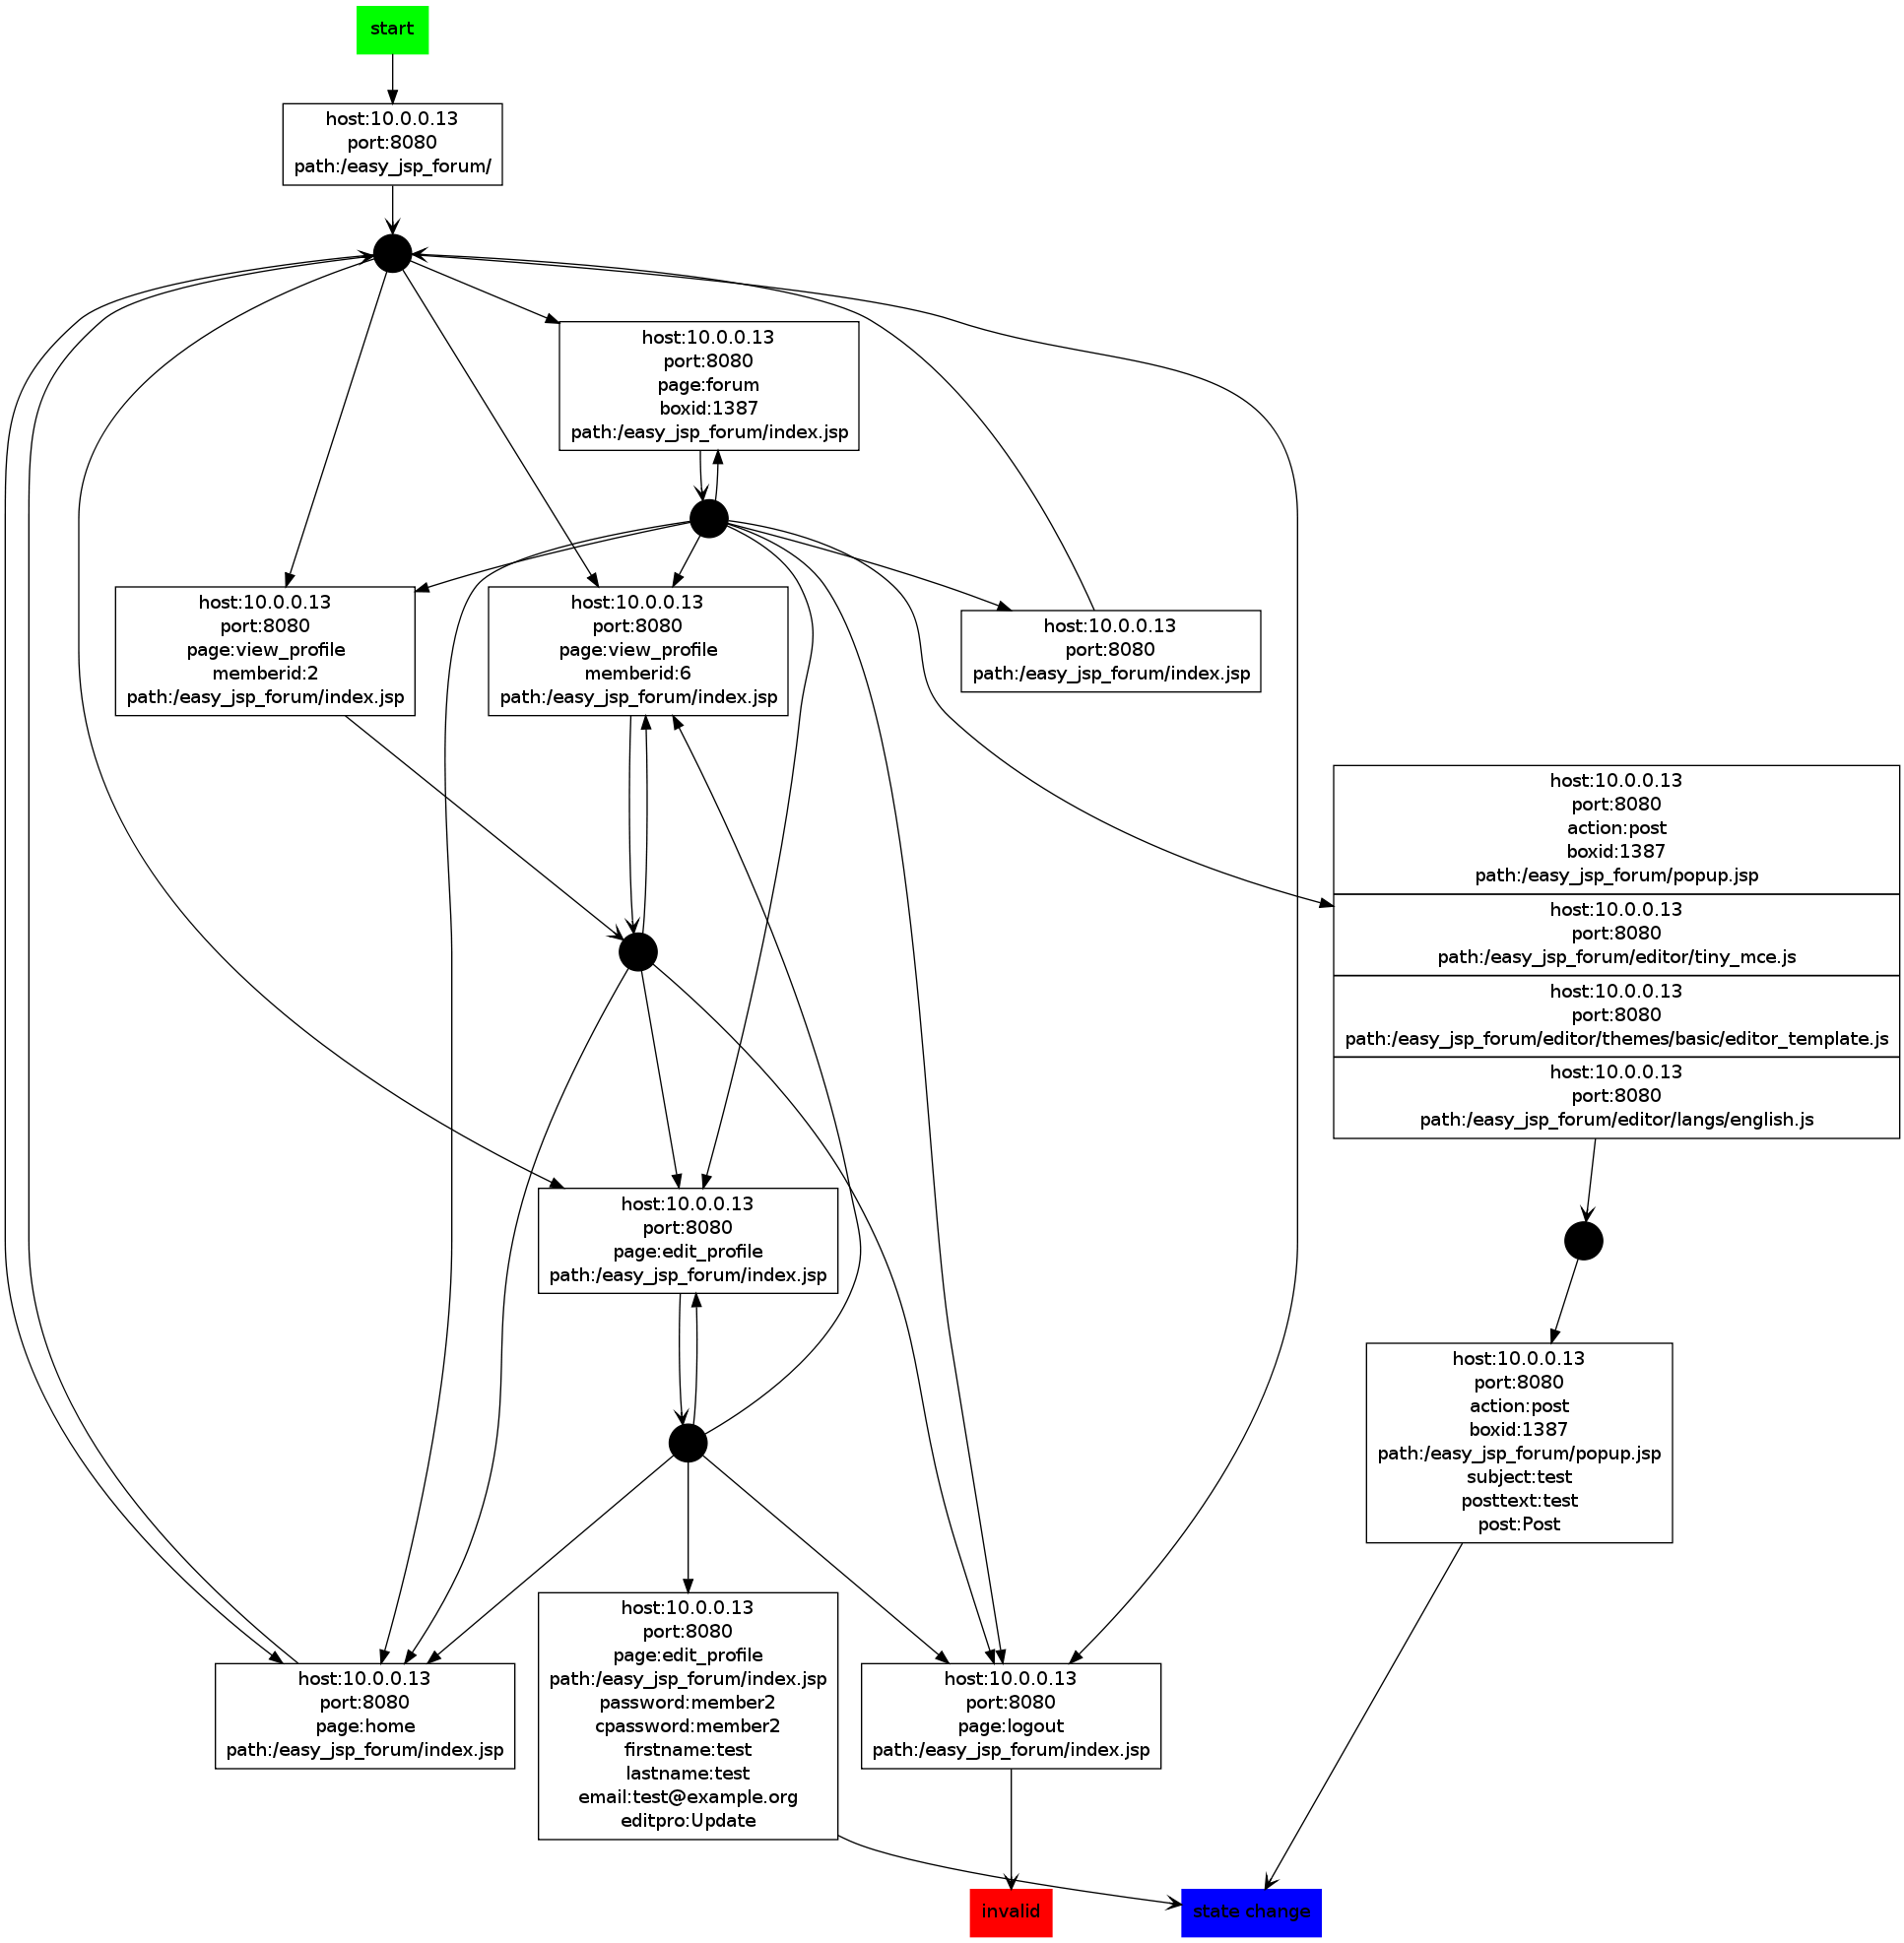 start
host:10.0.0.13
port:8080
path:/easy_jsp_forum/
host:10.0.0.13
port:8080
page:forum
boxid:1387
path:/easy_jsp_forum/index.jsp
host:10.0.0.13
port:8080
page:view_profile
memberid:2
path:/easy_jsp_forum/index.jsp
host:10.0.0.13
port:8080
page:view_profile
memberid:6
path:/easy_jsp_forum/index.jsp
host:10.0.0.13
port:8080
path:/easy_jsp_forum/index.jsp
host:10.0.0.13
port:8080
action:post
boxid:1387
path:/easy_jsp_forum/popup.jsp
host:10.0.0.13
port:8080
path:/easy_jsp_forum/editor/tiny_mce.js
host:10.0.0.13
port:8080
path:/easy_jsp_forum/editor/themes/basic/editor_template.js
host:10.0.0.13
port:8080
path:/easy_jsp_forum/editor/langs/english.js
host:10.0.0.13
port:8080
page:edit_profile
path:/easy_jsp_forum/index.jsp
host:10.0.0.13
port:8080
action:post
boxid:1387
path:/easy_jsp_forum/popup.jsp
subject:test
posttext:test
post:Post
host:10.0.0.13
port:8080
page:home
path:/easy_jsp_forum/index.jsp
host:10.0.0.13
port:8080
page:edit_profile
path:/easy_jsp_forum/index.jsp
password:member2
cpassword:member2
firstname:test
lastname:test
email:test@example.org
editpro:Update
host:10.0.0.13
port:8080
page:logout
path:/easy_jsp_forum/index.jsp
invalid
state change